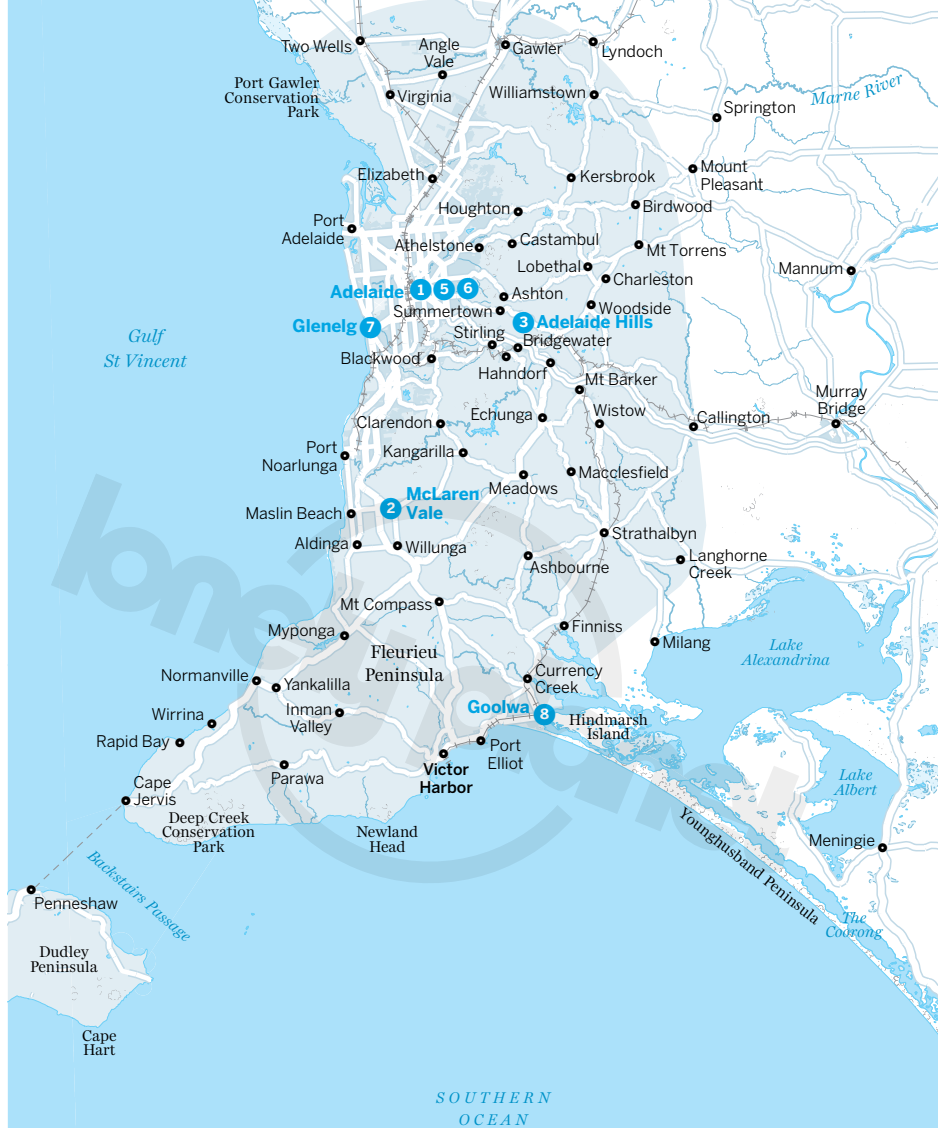 Two Wells
Angle
Vale
Gawler
Lyndoch
Port Gawler
Conservation
Park
Virginia
Williamstown
Marne River
Springton
Elizabeth
Kersbrook
Mount
Pleasant
Houghton
Birdwood
Port
Adelaide
Athelstone
Castambul
Mt Torrens
Lobethal
Charleston
Mannum
Adelaide 1 5 6
Ashton
Summertown
Woodside
Glenelg 7
3 Adelaide Hills
Gulf
St Vincent
Stirling
Bridgewater
Blackwood
Hahndorf
Mt Barker
Murray
Bridge
Clarendon
Echunga
Wistow
Callington
Port
Noarlunga
Kangarilla
Meadows
Macclesfield
2 McLaren
Vale
Maslin Beach
Aldinga
Willunga
Strathalbyn
Ashbourne
Langhorne
Creek
lonely planet
Mt Compass
Myponga
Finniss
Milang
Lake
Alexandrina
Fleurieu
Peninsula
Normanville
Yankalilla
Currency
Creek
Wirrina
Inman
Valley
Goolwa 8
Hindmarsh
Island
Rapid Bay
Port
Elliot
Parawa
Victor
Harbor
Cape
Jervis
Lake
Albert
Deep Creek
Conservation
Park
Newland
Head
Younghusband Peninsula
Meningie
Backstairs Passage
Penneshaw
The
Coorong
Dudley
Peninsula
Cape
Hart
SOUTHERN
OCEAN